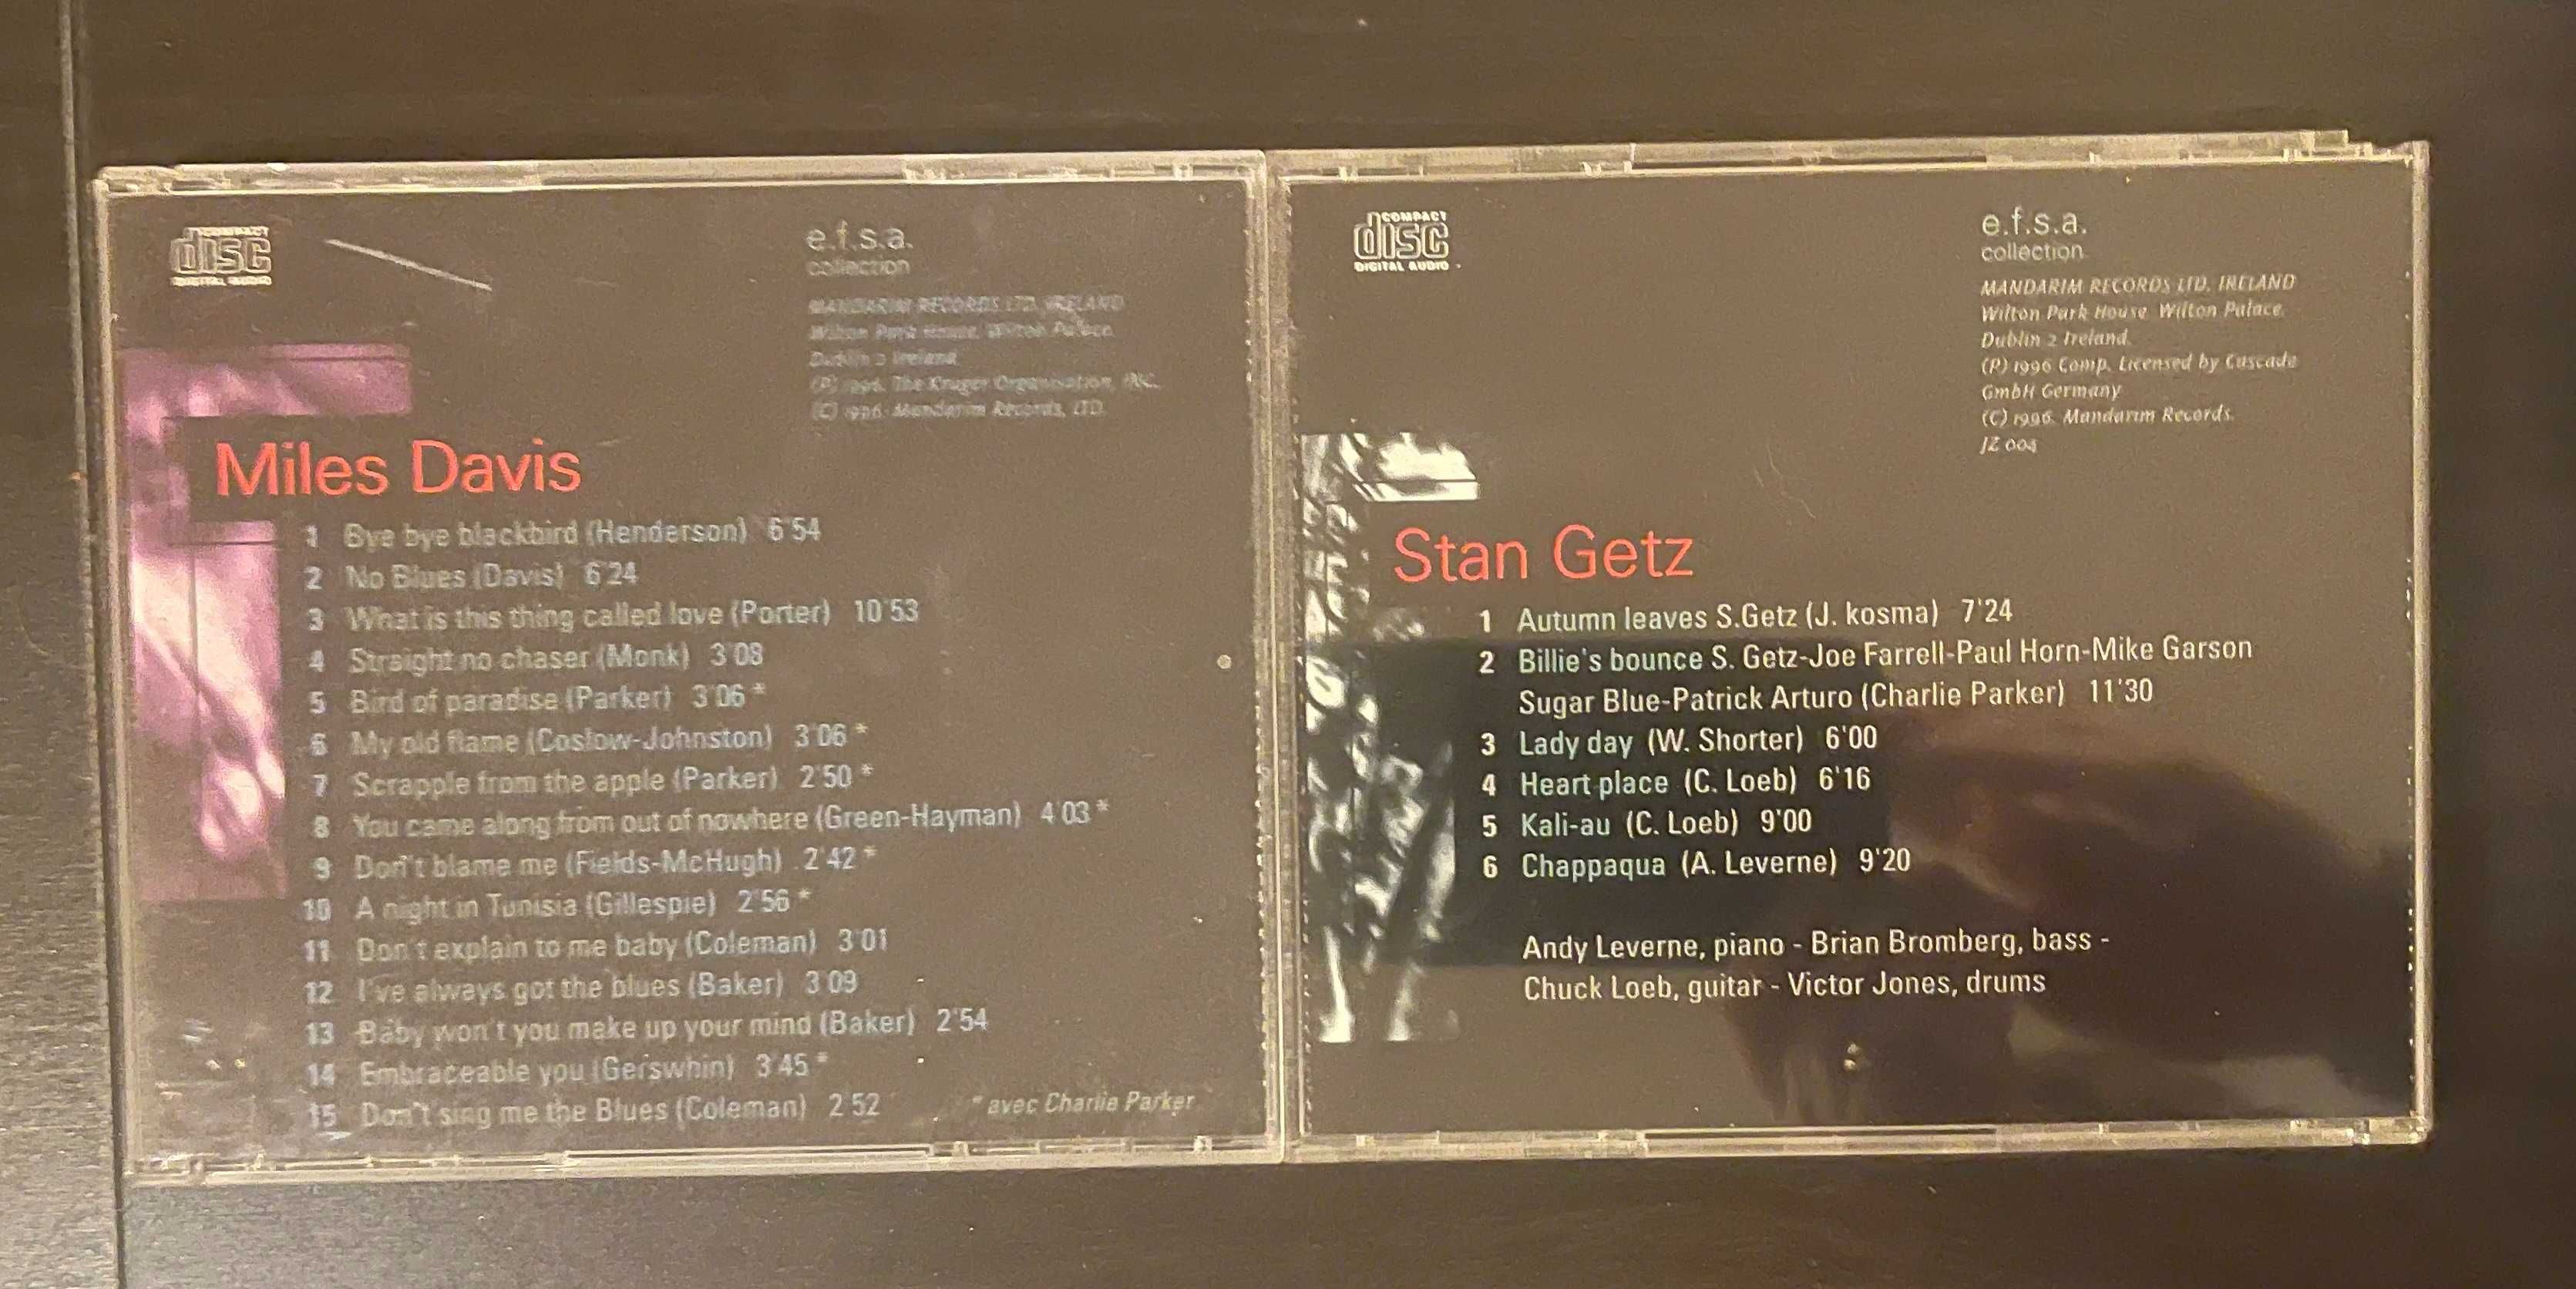 COMPACT
disc
DIGITAL AUDIO
e.f.s.a.
collection
MANDARIM RECORDS LTD, IRELAND
Wilton Park House, Wilton Palace.
Dublin 2 Ireland
(P) 1996. The Kruger Organisation, INC.
(C) 1996. Mandarim Records, LTD.
Miles Davis
1 Bye bye blackbird (Henderson) 6'54
2 No Blues (Davis) 6'24
3 What is this thing called love (Porter) 10'53
4 Straight no chaser (Monk) 3'08
5 Bird of paradise (Parker) 3'06 *
6 My old flame (Coslow-Johnston) 3'06 *
7 Scrapple from the apple (Parker) 2'50 *
8 You came along from out of nowhere (Green-Hayman) 4'03 *
9 Don't blame me (Fields-McHugh) 2'42 *
10 A night in Tunisia (Gillespie) 2'56 *
11 Don't explain to me baby (Coleman) 3'01
12 I've always got the blues (Baker) 3'09
13 Baby won't you make up your mind (Baker) 2'54
14 Embraceable you (Gerswhin) 3'45 *
15 Don't sing me the Blues (Coleman) 2'52
* avec Charlie Parker
COMPACT
disc
DIGITAL AUDIO
e.f.s.a.
collection
MANDARIM RECORDS LTD, IRELAND
Wilton Park House, Wilton Palace.
Dublin 2 Ireland.
(P) 1996 Comp. Licensed by Cascade
GmbH Germany
(C) 1996. Mandarim Records.
JZ 004
Stan Getz
1 Autumn leaves S.Getz (J. kosma) 7'24
2 Billie's bounce S. Getz-Joe Farrell-Paul Horn-Mike Garson
Sugar Blue-Patrick Arturo (Charlie Parker) 11'30
3 Lady day (W. Shorter) 6'00
4 Heart place (C. Loeb) 6'16
5 Kali-au (C. Loeb) 9'00
6 Chappaqua (A. Leverne) 9'20
Andy Leverne, piano - Brian Bromberg, bass -
Chuck Loeb, guitar - Victor Jones, drums